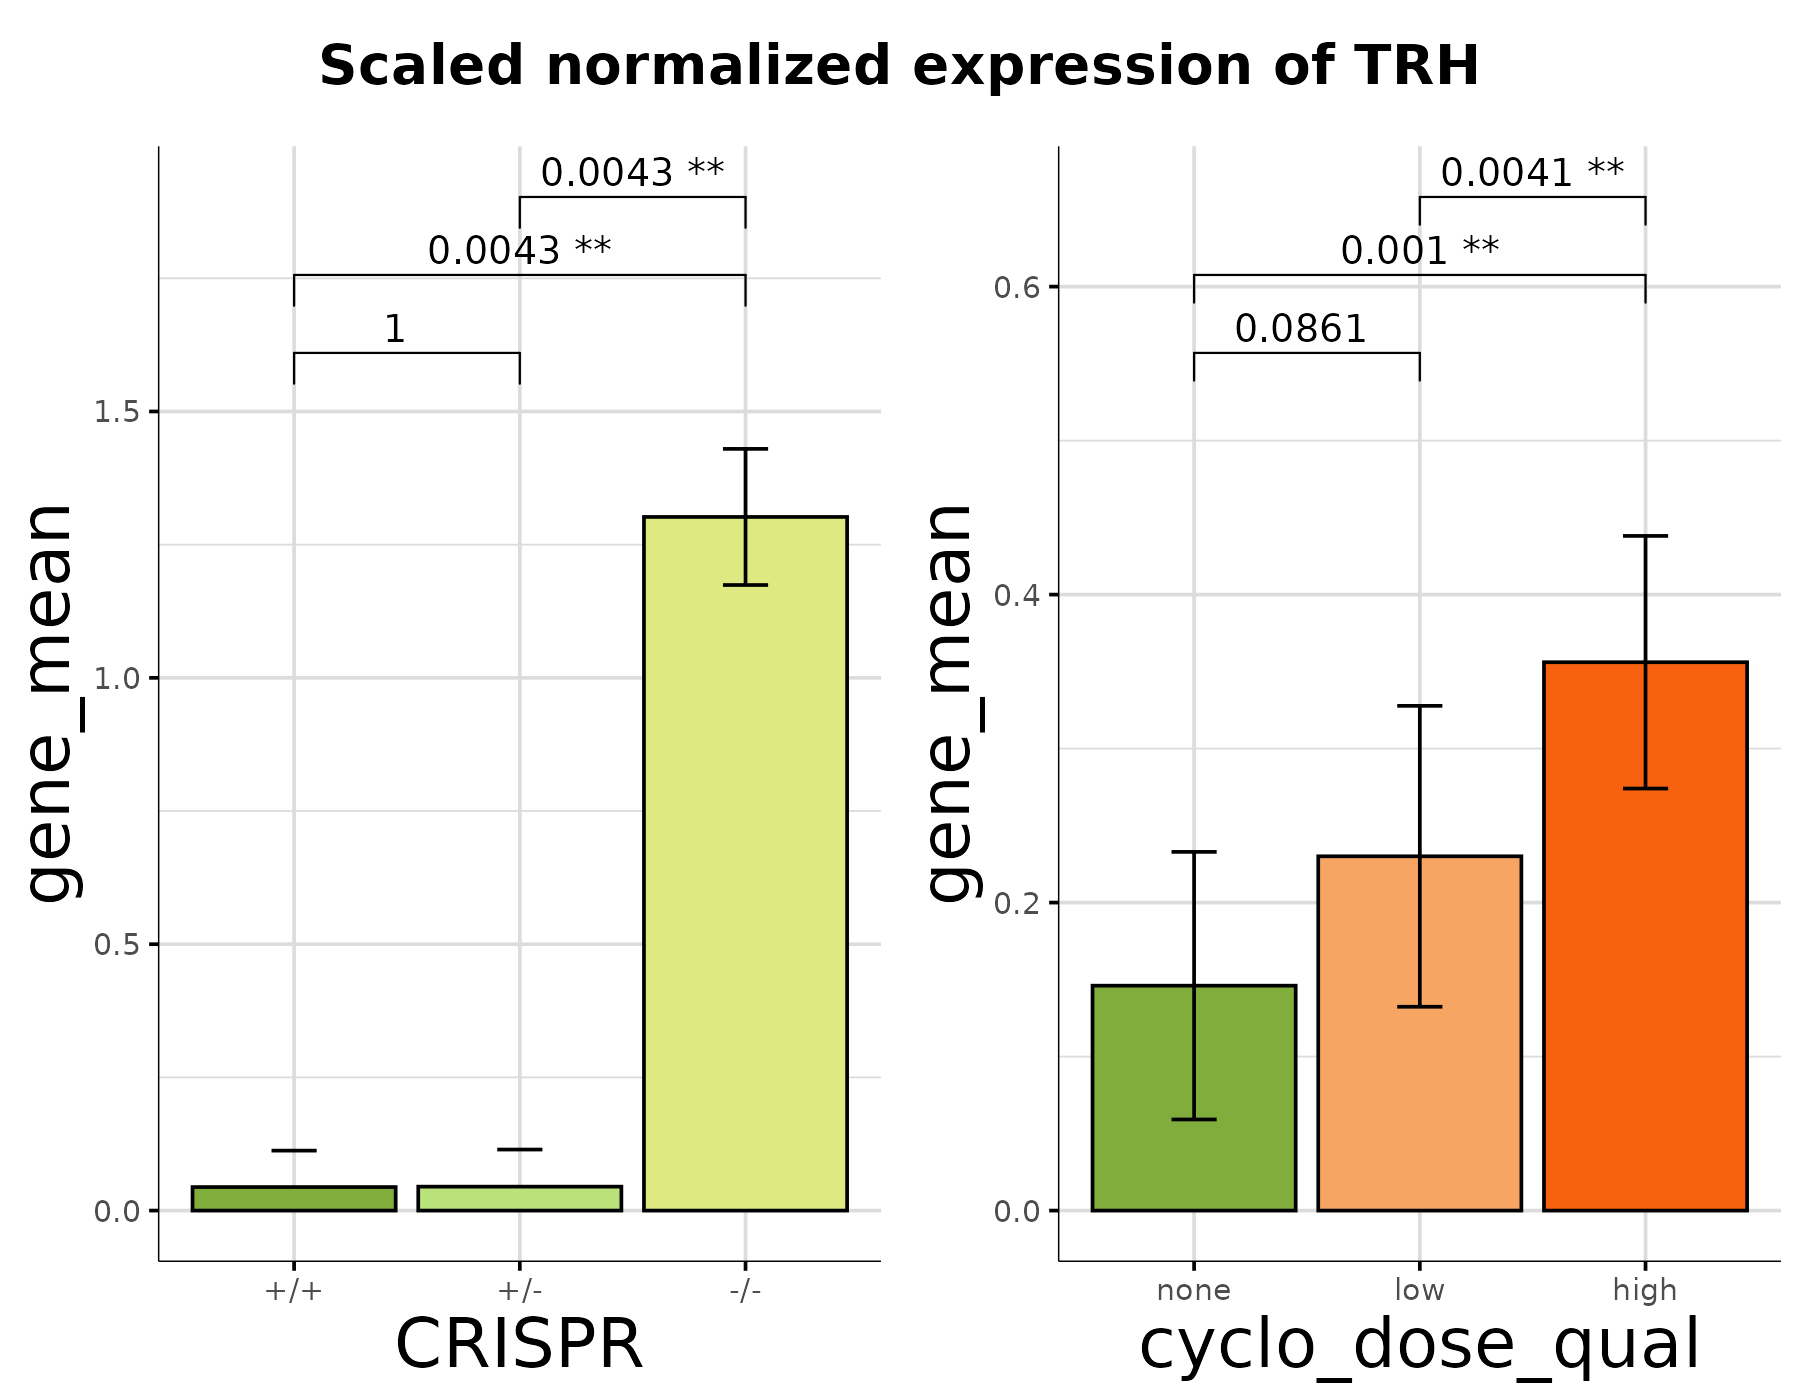 Scaled normalized expression of TRH
gene_mean
1.5
1.0
0.5
0.0
0.0043 **
0.0043 **
1
+/+
+/-
-/-
CRISPR
gene_mean
0.6
0.4
0.2
0.0
0.0041 **
0.001 **
0.0861
none
low
high
cyclo_dose_qual